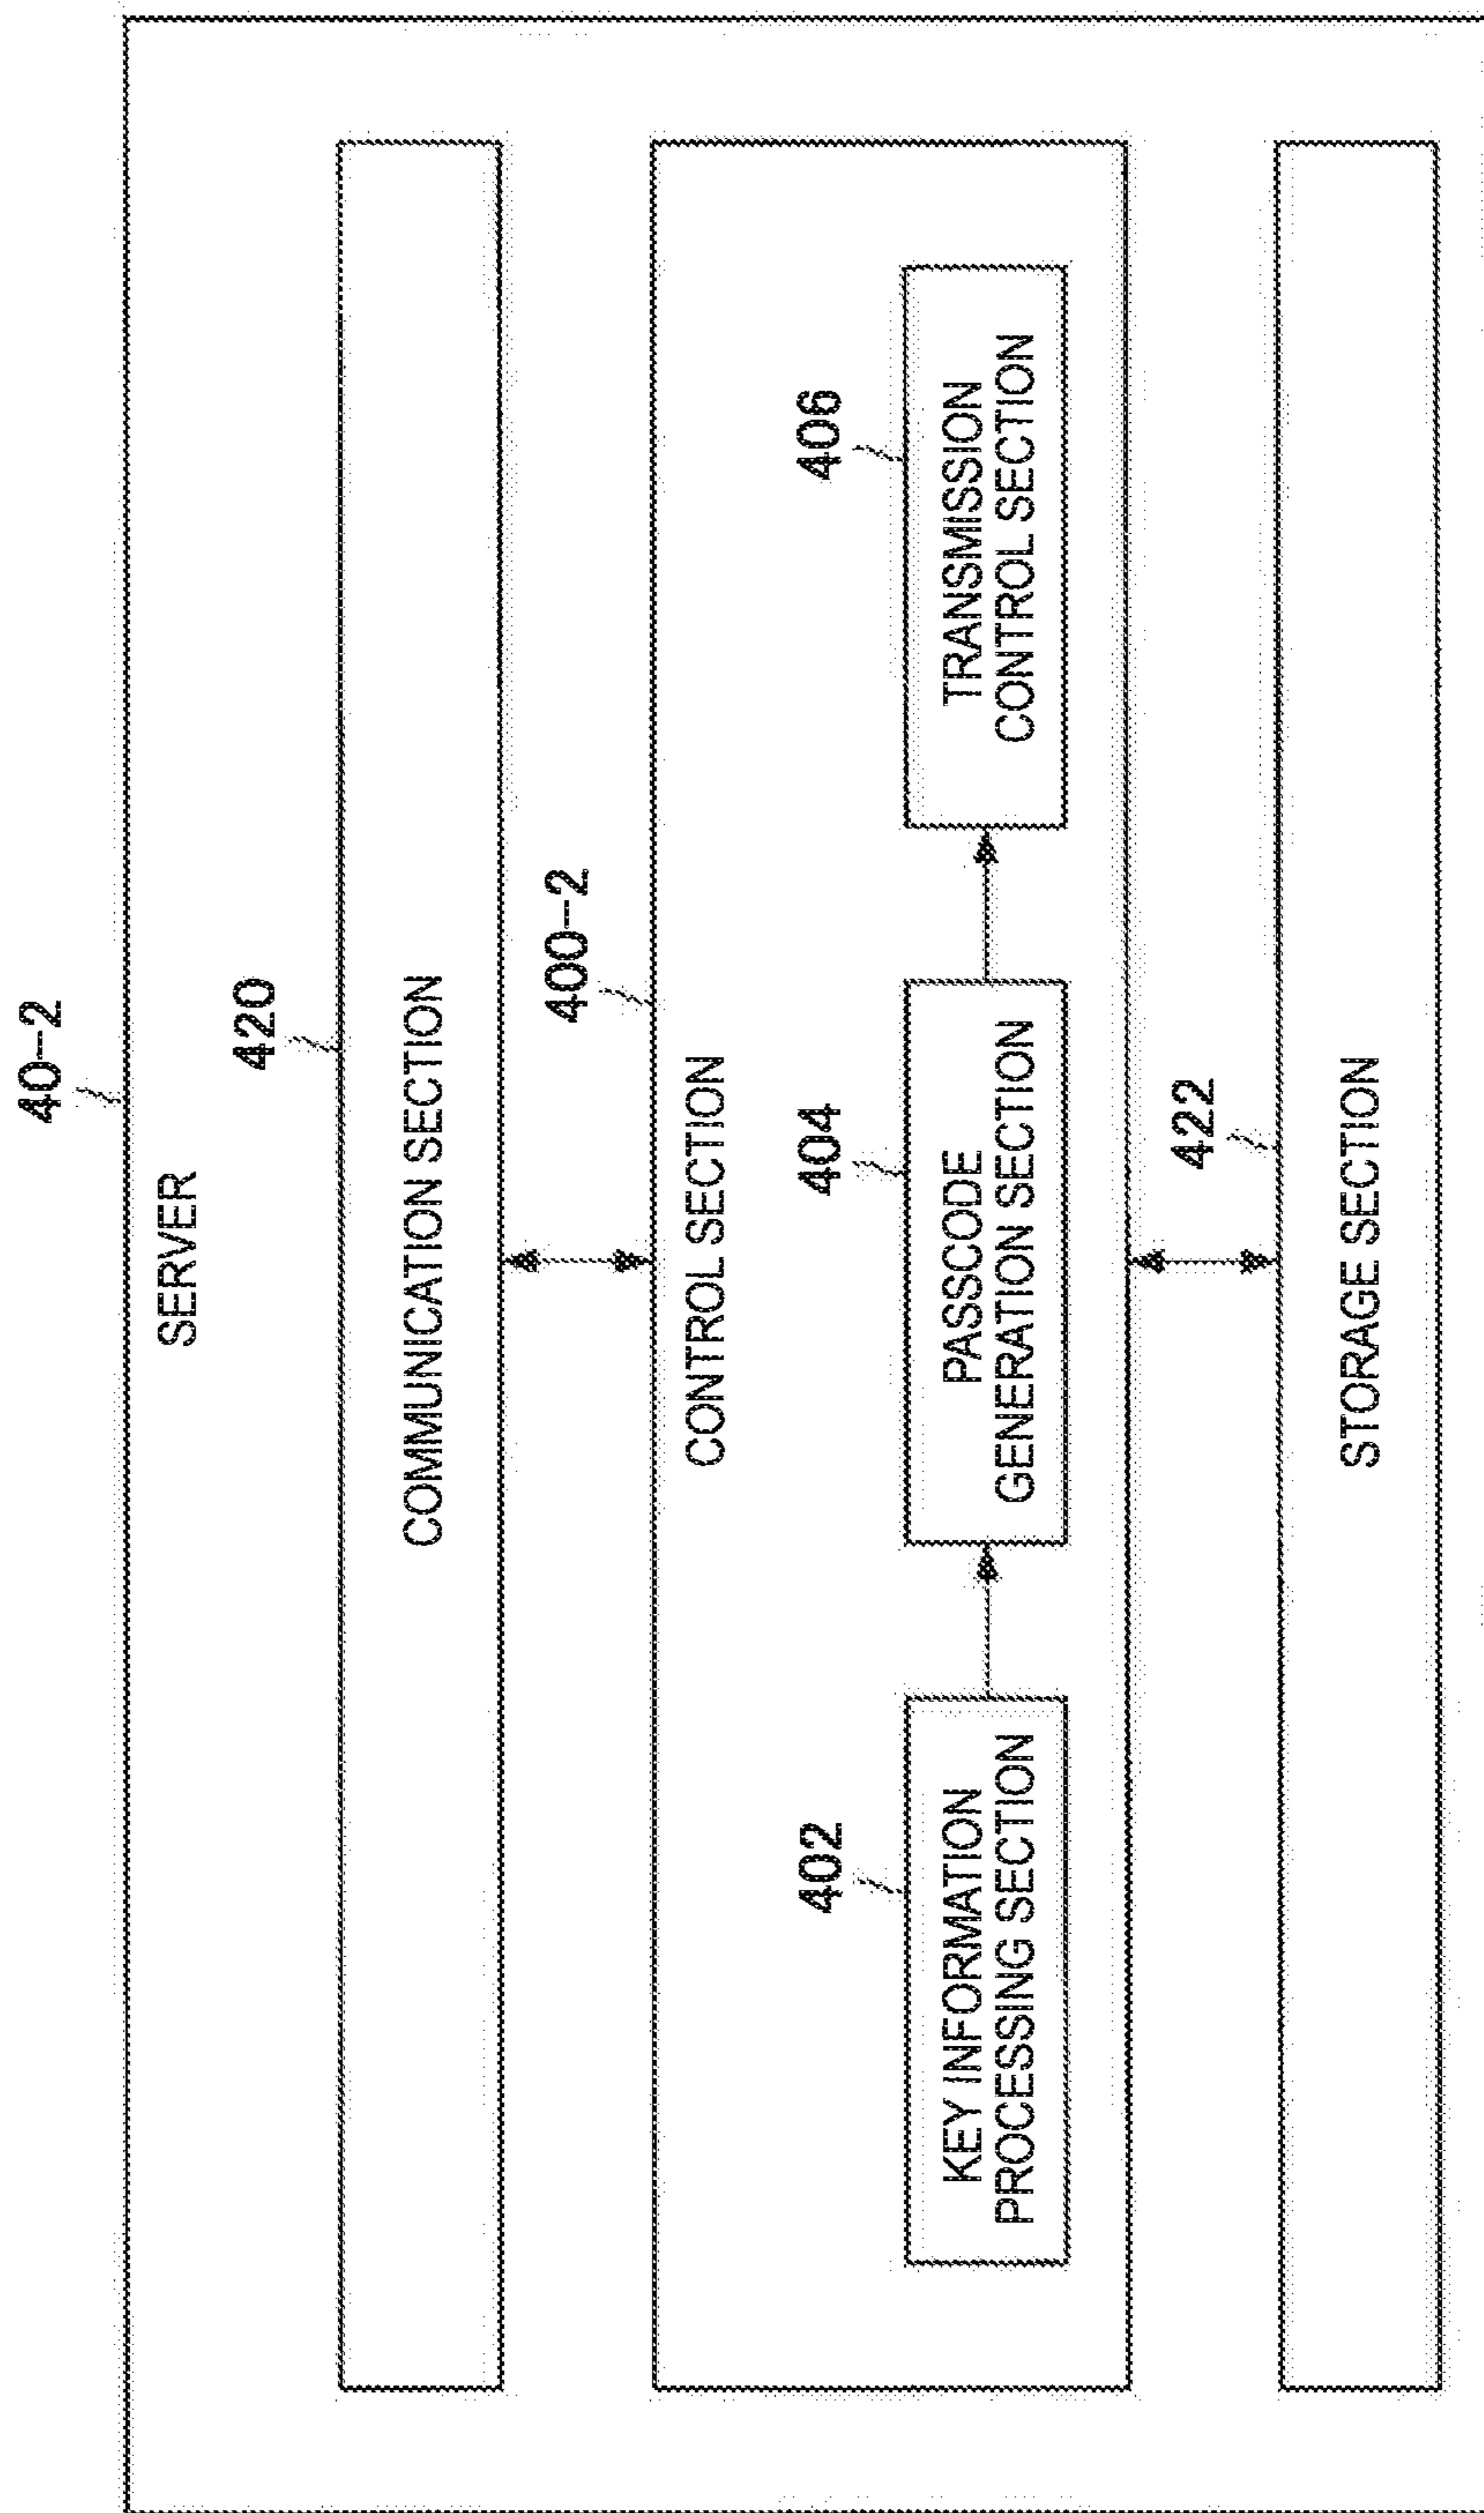 40-2
SERVER
420
COMMUNICATION SECTION
400-2
CONTROL SECTION
402
KEY INFORMATION
PROCESSING SECTION
404
PASSCODE
GENERATION SECTION
406
TRANSMISSION
CONTROL SECTION
422
STORAGE SECTION